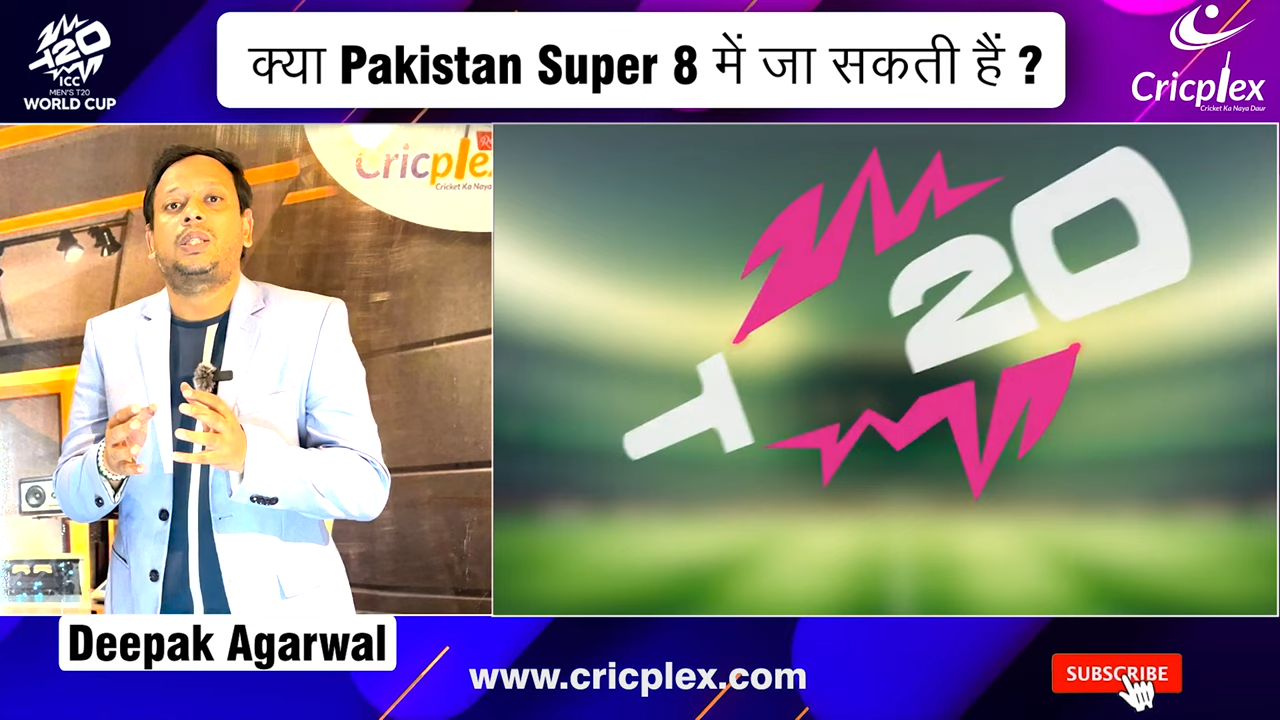 T20
ICC
MEN'S T20
WORLD CUP
क्या Pakistan Super 8 में जा सकती हैं ?
Cricplex
Cricket Ka Naya Daur
Cricple
Cricket Ka Naya
T20
Deepak Agarwal
www.cricplex.com
SUBSCRIBE